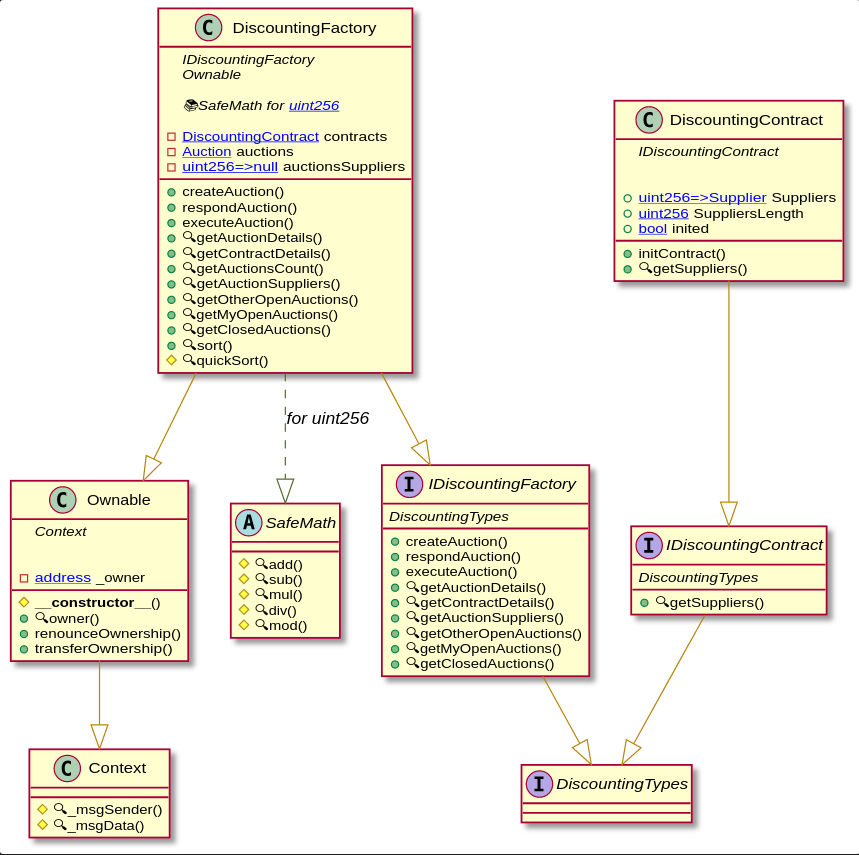 C DiscountingFactory
IDiscountingFactory
Ownable
📚SafeMath for uint256
DiscountingContract contracts
Auction auctions
uint256=>null auctionsSuppliers
createAuction()
respondAuction()
executeAuction()
🔍getAuctionDetails()
🔍getContractDetails()
🔍getAuctionsCount()
🔍getAuctionSuppliers()
🔍getOtherOpenAuctions()
🔍getMyOpenAuctions()
🔍getClosedAuctions()
🔍sort()
🔍quickSort()
C DiscountingContract
IDiscountingContract
uint256=>Supplier Suppliers
uint256 SuppliersLength
bool inited
initContract()
🔍getSuppliers()
for uint256
C Ownable
Context
address _owner
__constructor__()
🔍owner()
renounceOwnership()
transferOwnership()
A SafeMath
🔍add()
🔍sub()
🔍mul()
🔍div()
🔍mod()
I IDiscountingFactory
DiscountingTypes
createAuction()
respondAuction()
executeAuction()
🔍getAuctionDetails()
🔍getContractDetails()
🔍getAuctionSuppliers()
🔍getOtherOpenAuctions()
🔍getMyOpenAuctions()
🔍getClosedAuctions()
I IDiscountingContract
DiscountingTypes
🔍getSuppliers()
C Context
🔍_msgSender()
🔍_msgData()
I DiscountingTypes